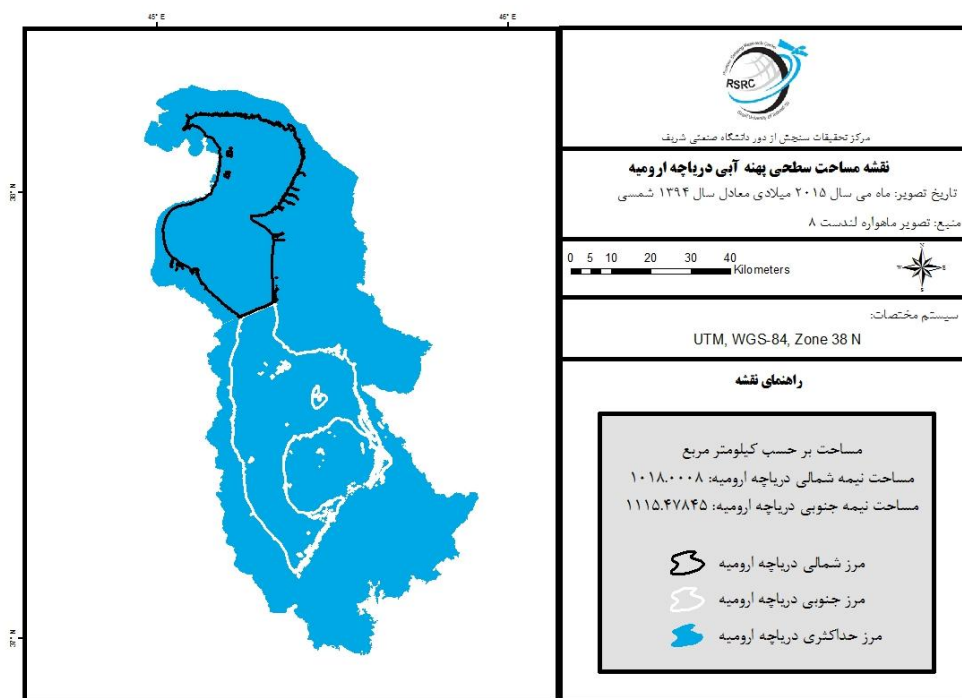 45° E
46° E
38° N
37° N
RSRC
مرکز تحقیقات سنجش از دور دانشگاه صنعتی شریف
نقشه مساحت سطحی پهنه آبی دریاچه ارومیه
تاریخ تصویر: ماه می سال ۲۰۱۵ میلادی معادل سال ۱۳۹۴ شمسی
منبع: تصویر ماهواره لندست ۸
0 5 10 20 30 40
Kilometers
N
W E
S
سیستم مختصات:
UTM, WGS-84, Zone 38 N
راهنمای نقشه
مساحت بر حسب کیلومتر مربع
مساحت نیمه شمالی دریاچه ارومیه: ۱۰۱۸.۰۰۰۸
مساحت نیمه جنوبی دریاچه ارومیه: ۱۱۱۵.۴۷۸۴۵
مرز شمالی دریاچه ارومیه
مرز جنوبی دریاچه ارومیه
مرز حداکثری دریاچه ارومیه